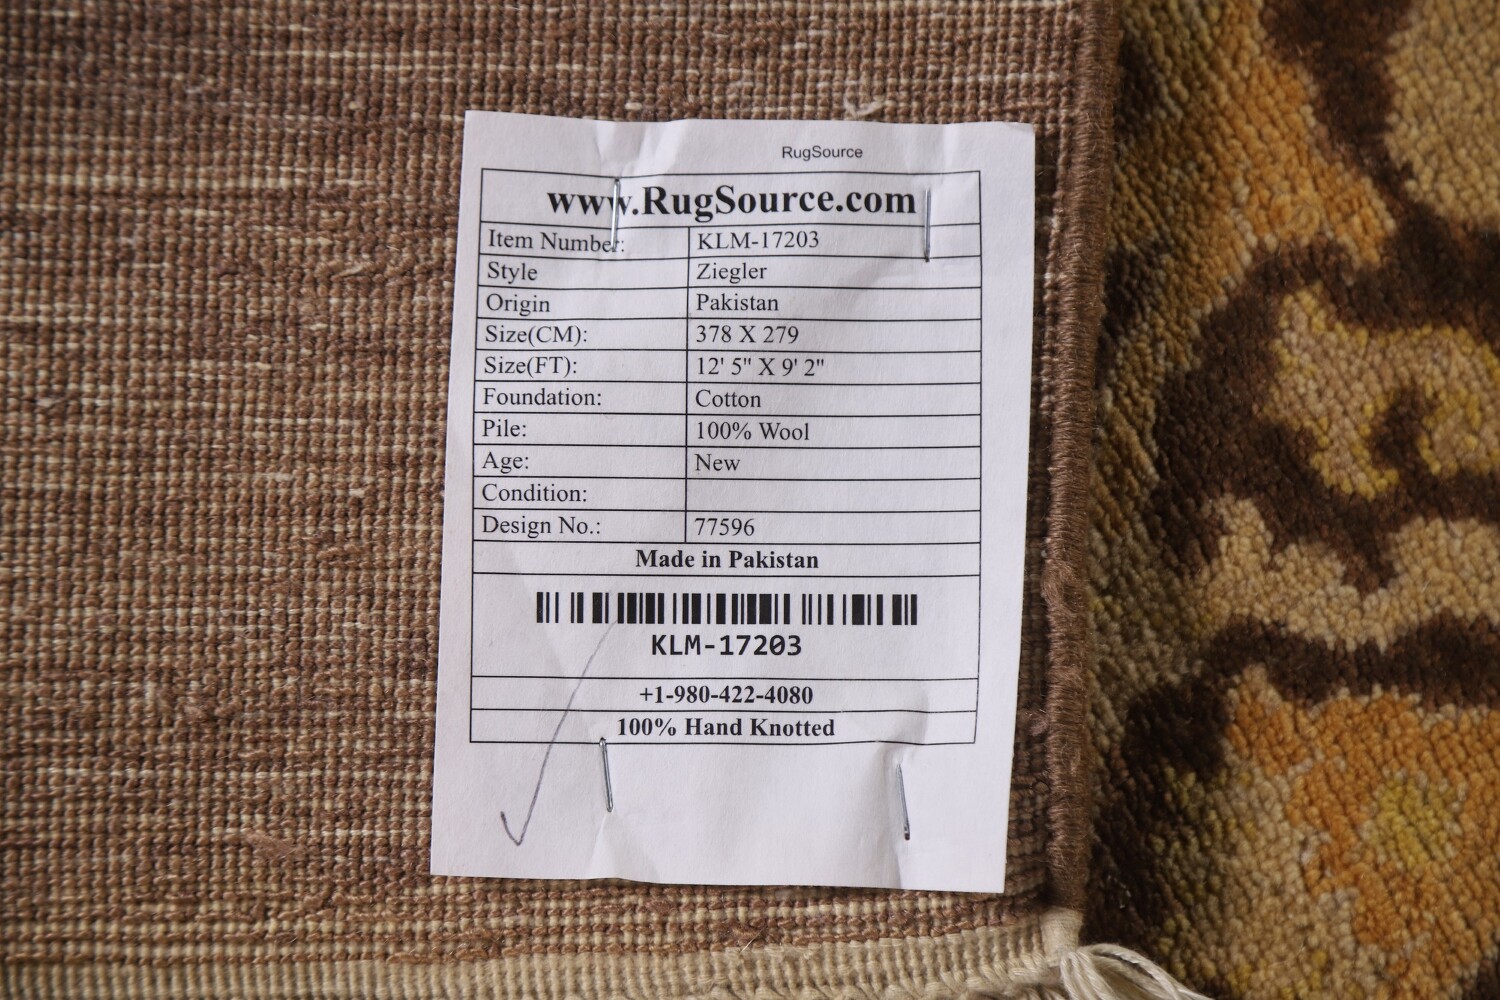 RugSource
www.RugSource.com
Item Number: KLM-17203
Style Ziegler
Origin Pakistan
Size(CM): 378 X 279
Size(FT): 12' 5" X 9' 2"
Foundation: Cotton
Pile: 100% Wool
Age: New
Condition:
Design No.: 77596
Made in Pakistan
KLM-17203
+1-980-422-4080
100% Hand Knotted